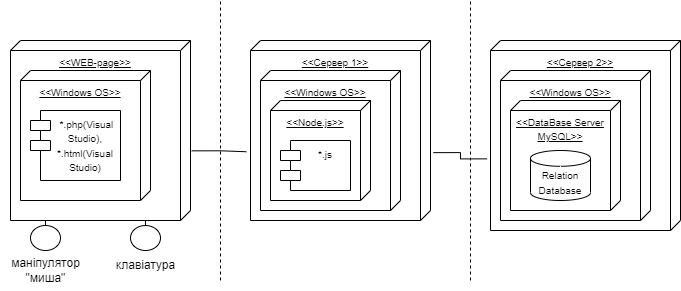 <<WEB-page>>
<<Windows OS>>
*.php(Visual
Studio),
*.html(Visual
Studio)
маніпулятор
"миша"
клавіатура
<<Сервер 1>>
<<Windows OS>>
<<Node.js>>
*.js
<<Сервер 2>>
<<Windows OS>>
<<DataBase Server
MySQL>>
Relation
Database